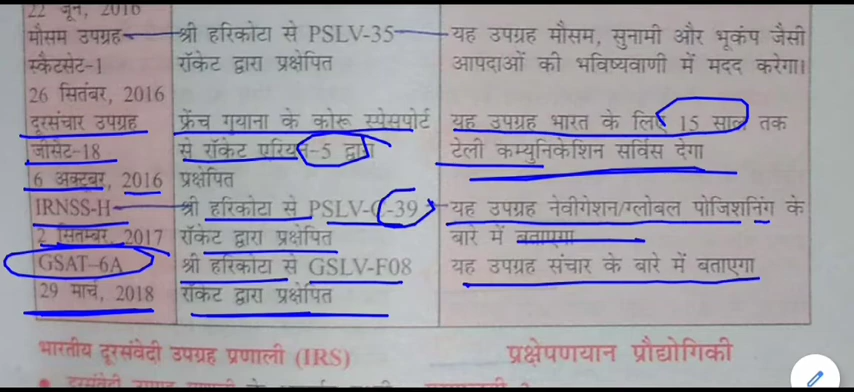 22 जून, 2016
मौसम उपग्रह श्री हरिकोटा से PSLV-35 यह उपग्रह मौसम, सुनामी और भूकंप जैसी
स्कैटसेट-1 रॉकेट द्वारा प्रक्षेपित आपदाओं की भविष्यवाणी में मदद करेगा।
26 सितंबर, 2016
दूरसंचार उपग्रह फ्रेंच गुयाना के कोरू स्पेसपोर्ट यह उपग्रह भारत के लिए 15 साल तक
जीसैट-18 से रॉकेट एरियन-5 द्वारा टेली कम्युनिकेशिन सर्विस देगा
6 अक्टूबर, 2016 प्रक्षेपित
IRNSS-H श्री हरिकोटा से PSLV-C-39 यह उपग्रह नेवीगेशन/ग्लोबल पोजिशनिंग के
2 सितम्बर, 2017 रॉकेट द्वारा प्रक्षेपित बारे में बताएगा
GSAT-6A श्री हरिकोटा से GSLV-F08 यह उपग्रह संचार के बारे में बताएगा
29 मार्च, 2018 रॉकेट द्वारा प्रक्षेपित
भारतीय दूरसंवेदी उपग्रह प्रणाली (IRS) प्रक्षेपणयान प्रौद्योगिकी